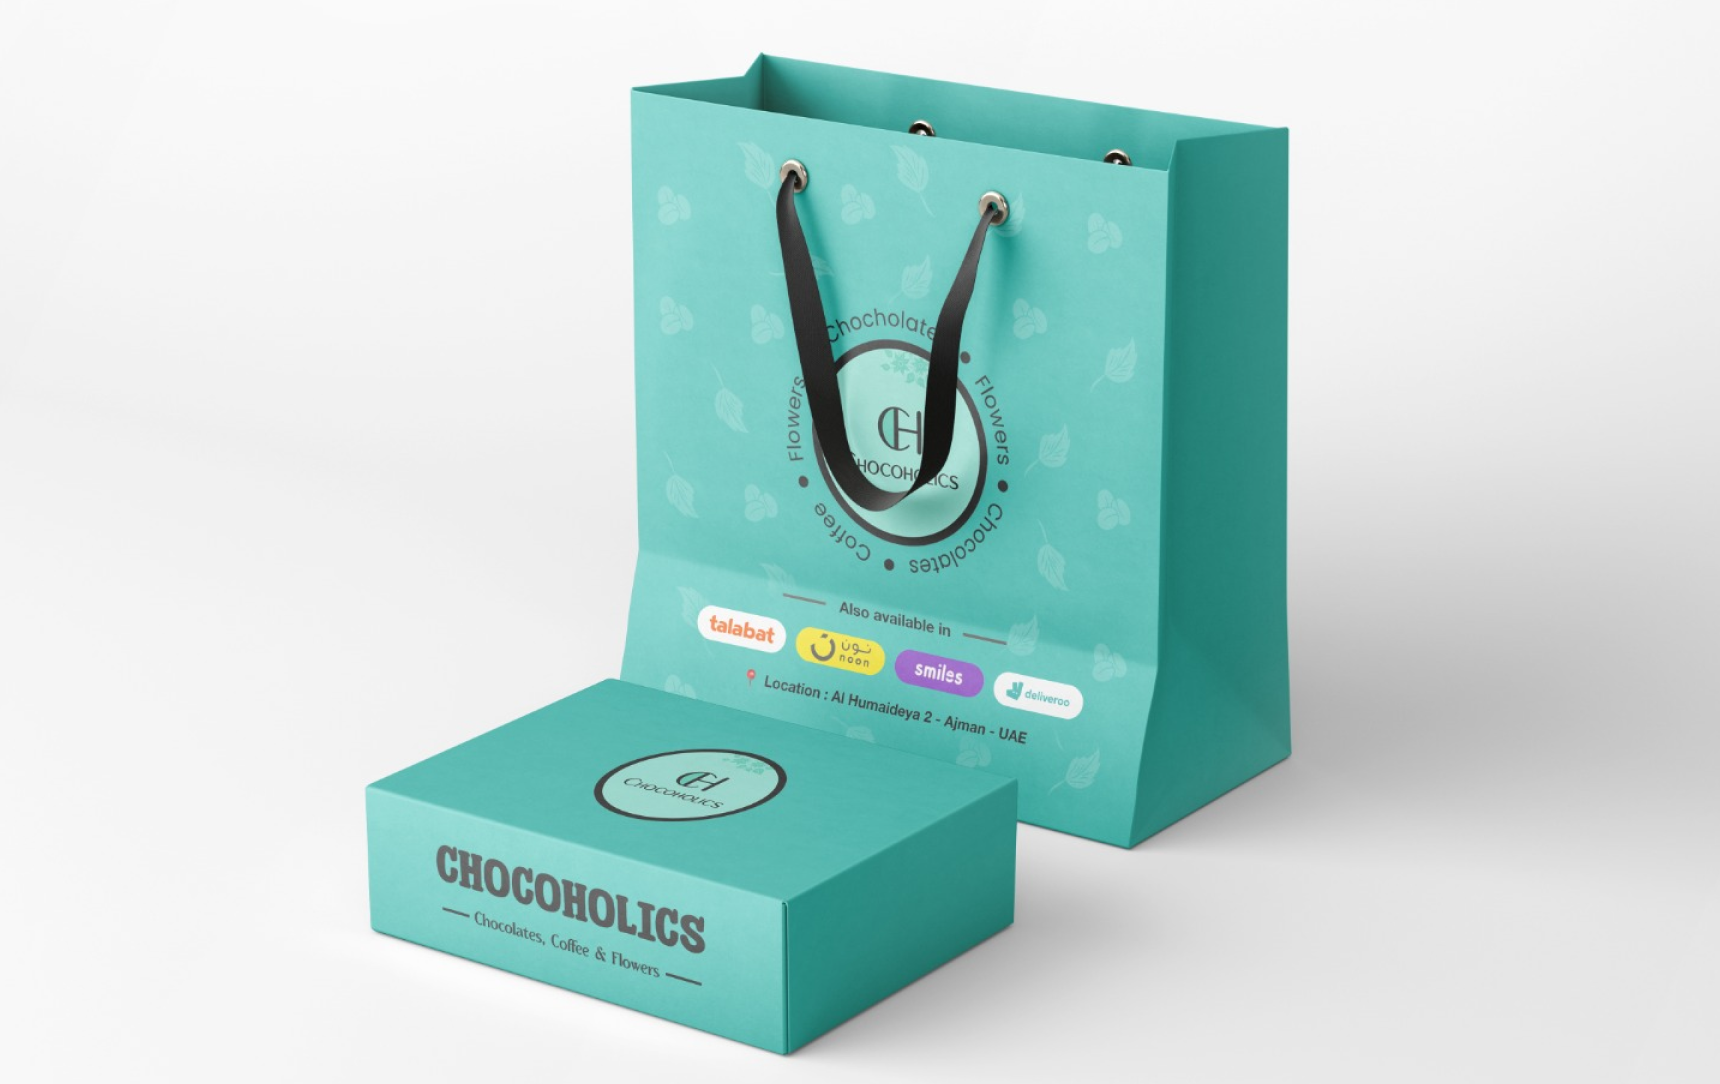 Chocholate
• Flowers • Chocolates • Coffee • Flowers
CH
CHOCOHOLICS
Also available in
talabat
نون
noon
smiles
deliveroo
Location : Al Humaideya 2 - Ajman - UAE
CH
CHOCOHOLICS
CHOCOHOLICS
Chocolates, Coffee & Flowers